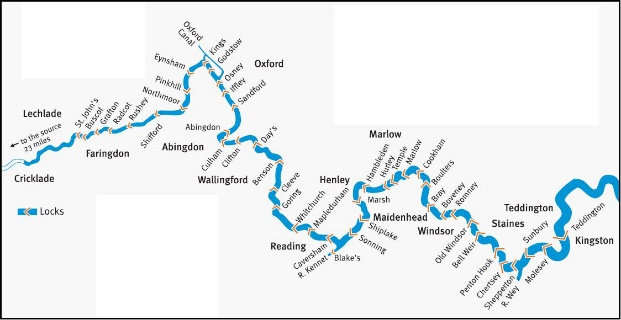 Oxford
Canal
Kings
Godstow
Eynsham
Oxford
Osney
Iffley
Sandford
Pinkhill
Northmoor
Lechlade
St. John's
Buscot
Grafton
Radcot
Rushey
Shifford
to the source
23 miles
Faringdon
Cricklade
Abingdon
Abingdon
Culham
Clifton
Day's
Wallingford
Benson
Cleeve
Goring
Locks
Whitchurch
Mapledurham
Reading
Caversham
R. Kennet
Blake's
Sonning
Shiplake
Henley
Marsh
Hambleden
Hurley
Temple
Marlow
Marlow
Cookham
Boulters
Maidenhead
Bray
Boveney
Romney
Windsor
Old Windsor
Bell Weir
Staines
Penton Hook
Chertsey
Shepperton
R. Wey
Sunbury
Molesey
Teddington
Teddington
Kingston